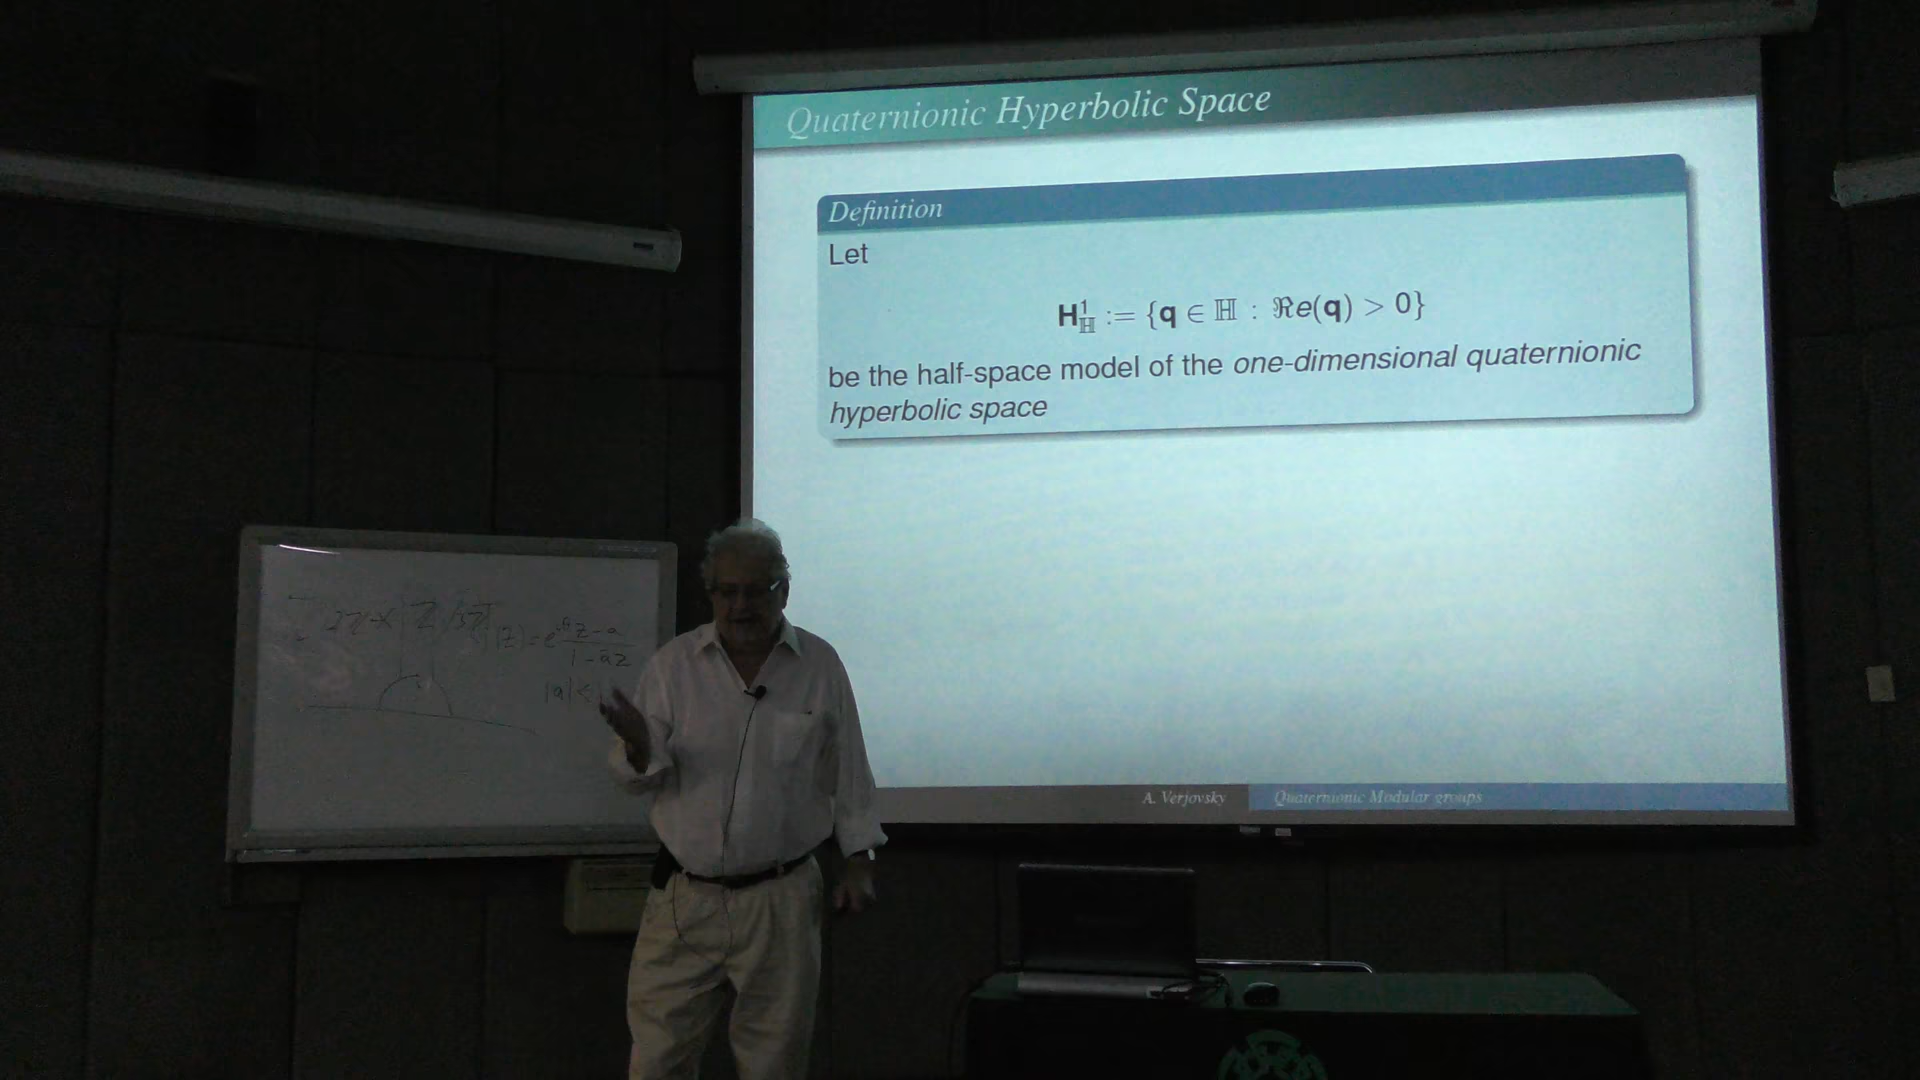 Quaternionic Hyperbolic Space
Definition
Let
H¹_ℍ := {q ∈ ℍ : ℜe(q) > 0}
be the half-space model of the one-dimensional quaternionic
hyperbolic space
A. Verjovsky Quaternionic Modular groups
z - a
1 - āz